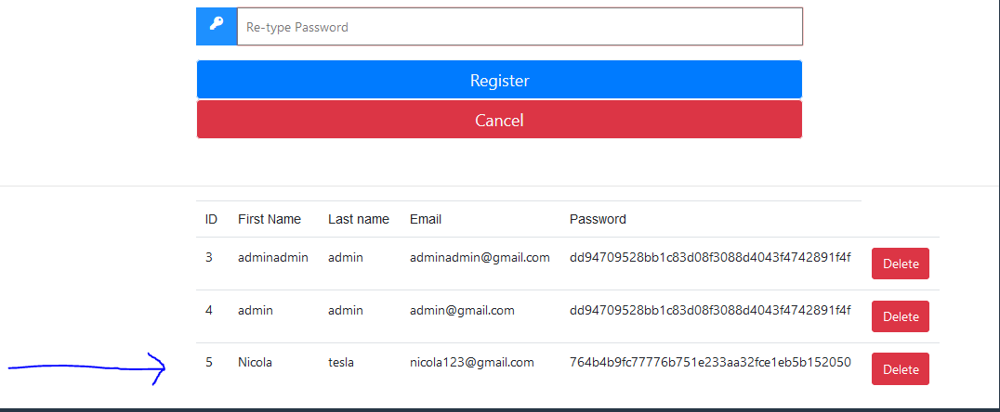 Re-type Password
Register
Cancel
ID First Name Last name Email Password
3 adminadmin admin adminadmin@gmail.com dd94709528bb1c83d08f3088d4043f4742891f4f Delete
4 admin admin admin@gmail.com dd94709528bb1c83d08f3088d4043f4742891f4f Delete
5 Nicola tesla nicola123@gmail.com 764b4b9fc77776b751e233aa32fce1eb5b152050 Delete